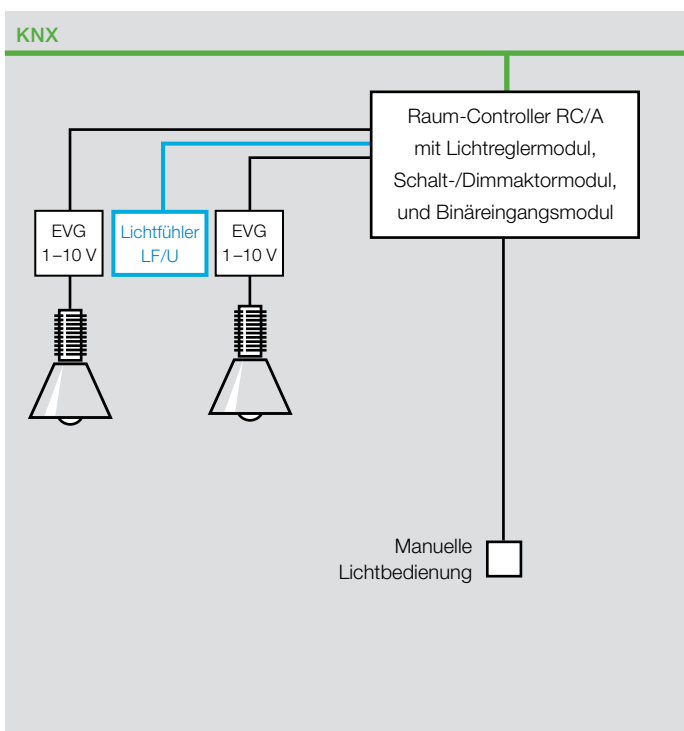 KNX
Raum-Controller RC/A
mit Lichtreglermodul,
Schalt-/Dimmaktormodul,
und Binäreingangsmodul
EVG
1–10 V
Lichtfühler
LF/U
EVG
1–10 V
Manuelle
Lichtbedienung